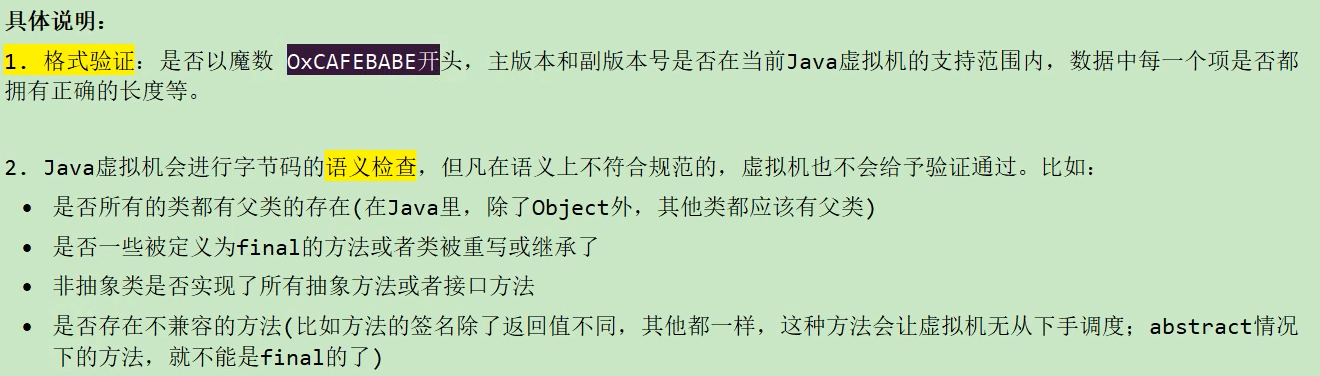 具体说明：
1. 格式验证：是否以魔数 0xCAFEBABE开头，主版本和副版本号是否在当前Java虚拟机的支持范围内，数据中每一个项是否都
拥有正确的长度等。
2. Java虚拟机会进行字节码的语义检查，但凡在语义上不符合规范的，虚拟机也不会给予验证通过。比如：
• 是否所有的类都有父类的存在(在Java里，除了Object外，其他类都应该有父类)
• 是否一些被定义为final的方法或者类被重写或继承了
• 非抽象类是否实现了所有抽象方法或者接口方法
• 是否存在不兼容的方法(比如方法的签名除了返回值不同，其他都一样，这种方法会让虚拟机无从下手调度；abstract情况
下的方法，就不能是final的了)